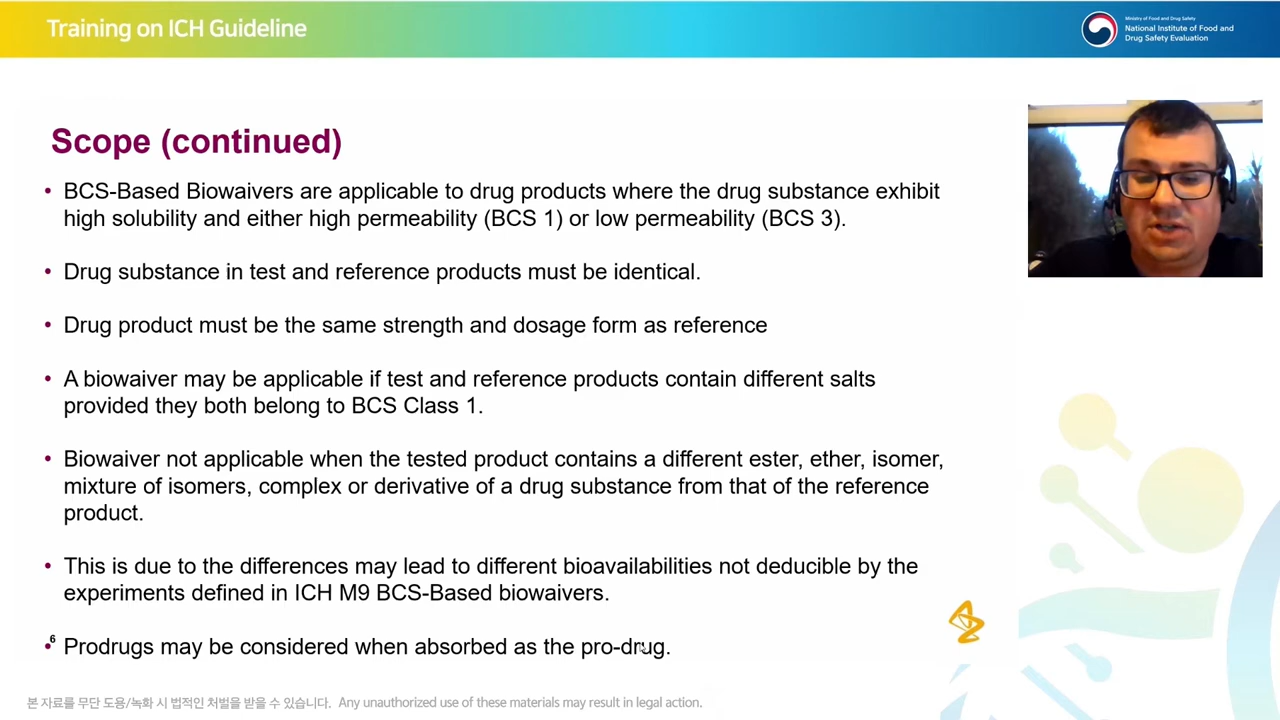 Training on ICH Guideline
Ministry of Food and Drug Safety
National Institute of Food and
Drug Safety Evaluation
Scope (continued)
• BCS-Based Biowaivers are applicable to drug products where the drug substance exhibit
high solubility and either high permeability (BCS 1) or low permeability (BCS 3).
• Drug substance in test and reference products must be identical.
• Drug product must be the same strength and dosage form as reference
• A biowaiver may be applicable if test and reference products contain different salts
provided they both belong to BCS Class 1.
• Biowaiver not applicable when the tested product contains a different ester, ether, isomer,
mixture of isomers, complex or derivative of a drug substance from that of the reference
product.
• This is due to the differences may lead to different bioavailabilities not deducible by the
experiments defined in ICH M9 BCS-Based biowaivers.
6
• Prodrugs may be considered when absorbed as the pro-drug.
본 자료를 무단 도용/녹화 시 법적인 처벌을 받을 수 있습니다. Any unauthorized use of these materials may result in legal action.